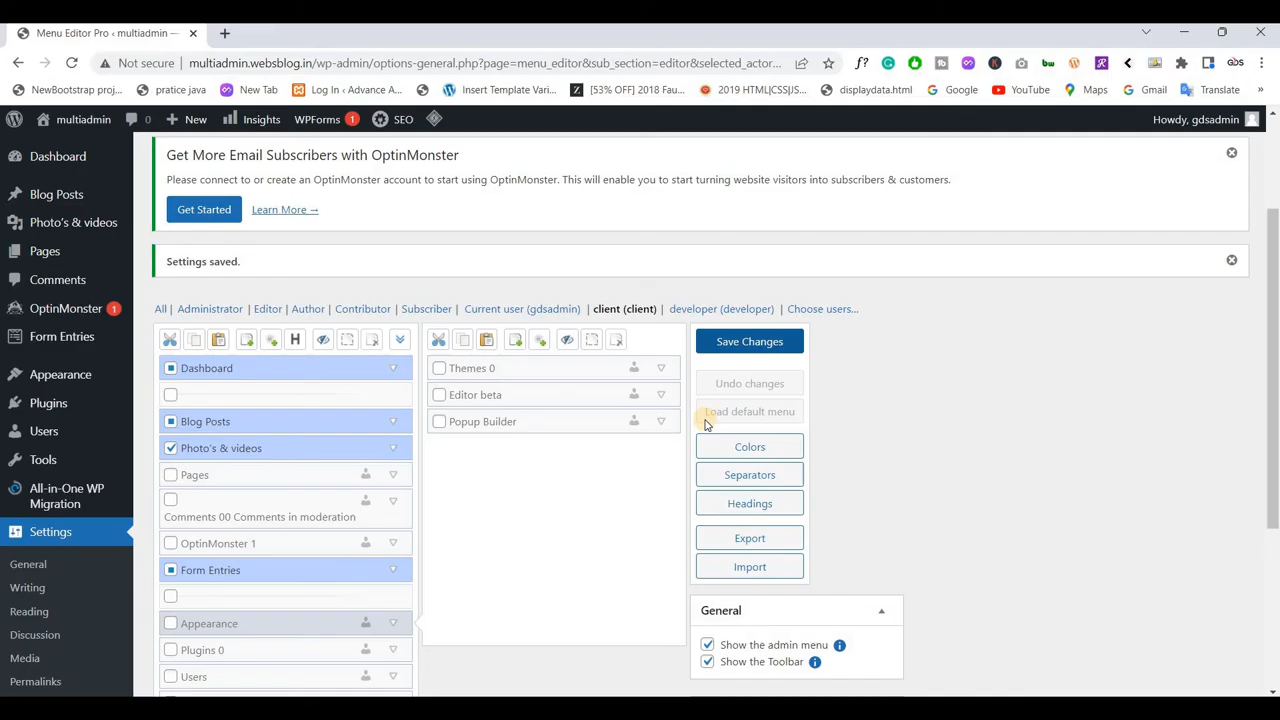 Menu Editor Pro ‹ multiadmin —
Not secure
multiadmin.websblog.in/wp-admin/options-general.php?page=menu_editor&sub_section=editor&selected_actor...
f?
NewBootstrap proj...
pratice java
New Tab
Log In ‹ Advance A...
Insert Template Vari...
[53% OFF] 2018 Fau...
2019 HTML|CSS|JS...
displaydata.html
Google
YouTube
Maps
Gmail
Translate
multiadmin
0
New
Insights
WPForms
1
SEO
Howdy, gdsadmin
Dashboard
Blog Posts
Photo's & videos
Pages
Comments
OptinMonster
1
Form Entries
Appearance
Plugins
Users
Tools
All-in-One WP
Migration
Settings
General
Writing
Reading
Discussion
Media
Permalinks
Get More Email Subscribers with OptinMonster
Please connect to or create an OptinMonster account to start using OptinMonster. This will enable you to start turning website visitors into subscribers & customers.
Get Started
Learn More →
Settings saved.
All | Administrator | Editor | Author | Contributor | Subscriber | Current user (gdsadmin) | client (client) | developer (developer) | Choose users...
H
Dashboard
Blog Posts
Photo's & videos
Pages
Comments 00 Comments in moderation
OptinMonster 1
Form Entries
Appearance
Plugins 0
Users
Themes 0
Editor beta
Popup Builder
Save Changes
Undo changes
Load default menu
Colors
Separators
Headings
Export
Import
General
Show the admin menu
Show the Toolbar